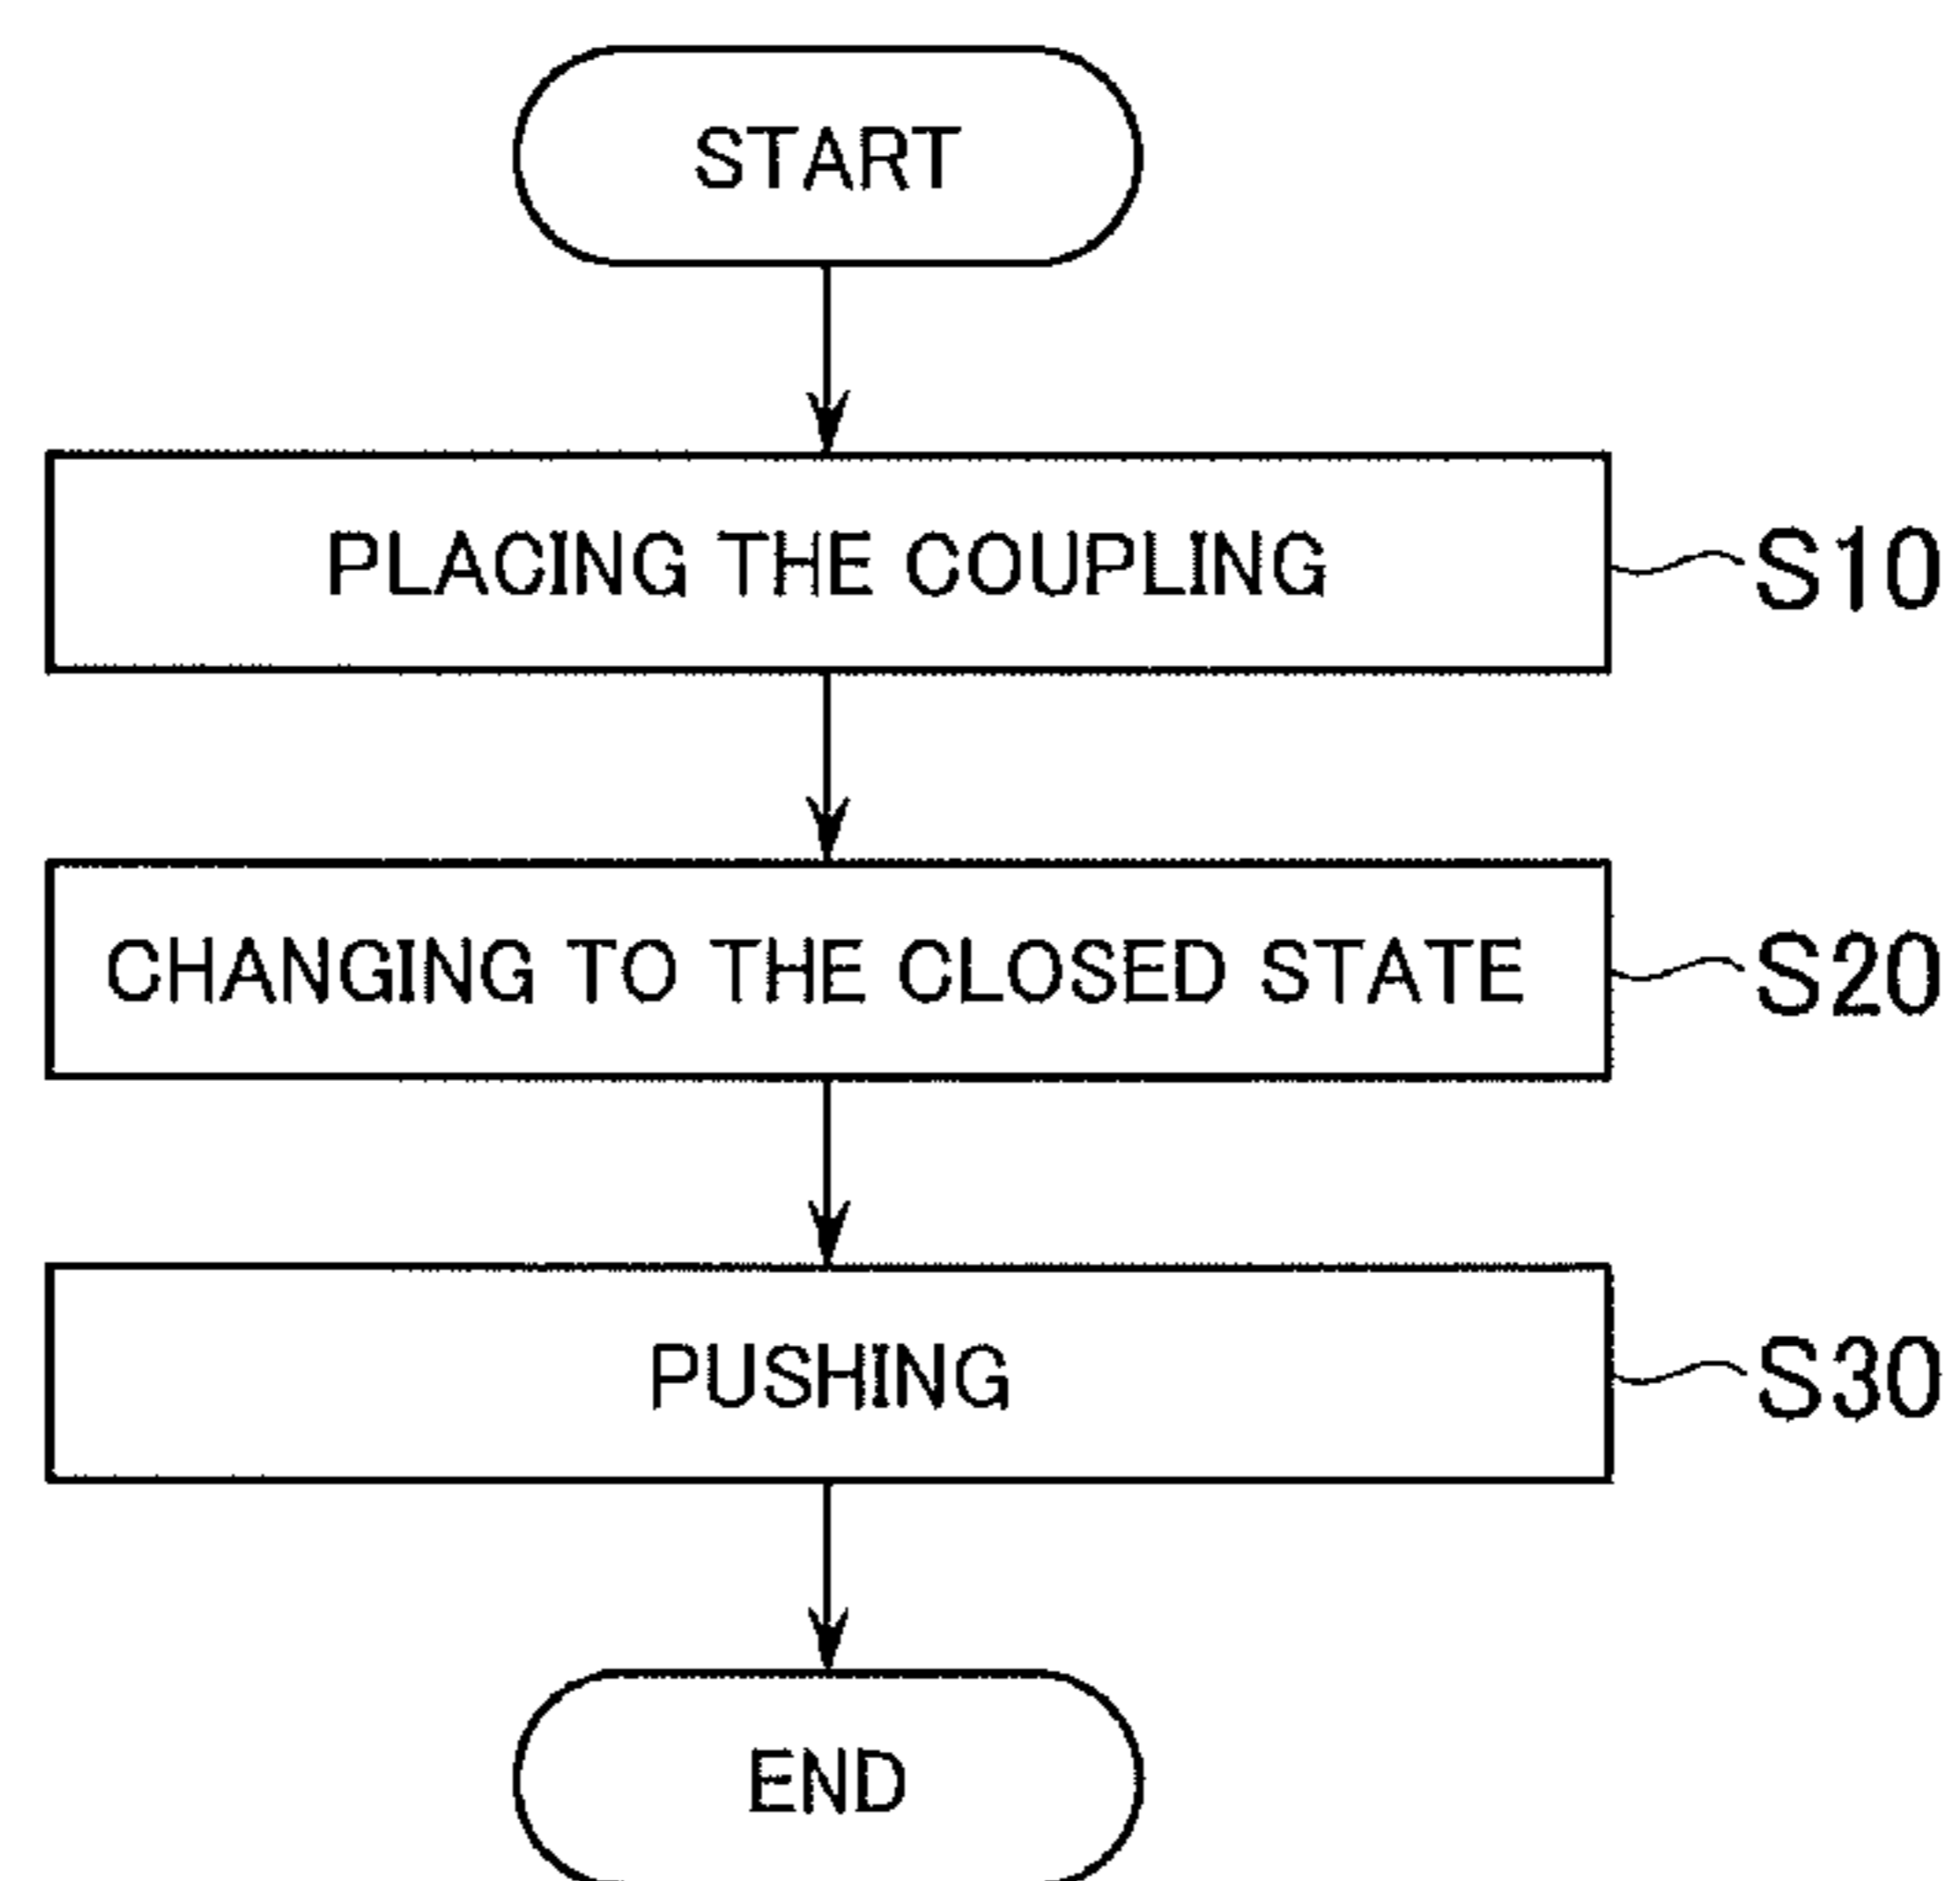 START
PLACING THE COUPLING
S10
CHANGING TO THE CLOSED STATE
S20
PUSHING
S30
END